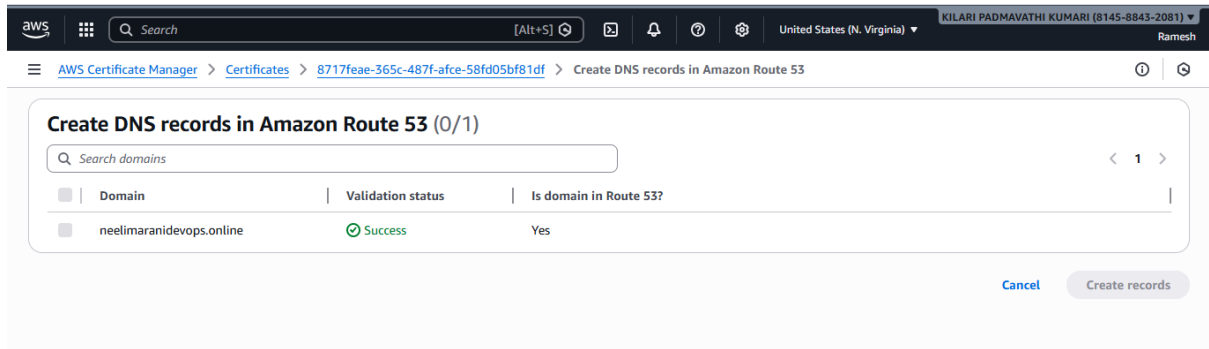 aws Search [Alt+S] United States (N. Virginia) ▼ KILARI PADMAVATHI KUMARI (8145-8843-2081) ▼
Ramesh
AWS Certificate Manager > Certificates > 8717feae-365c-487f-afce-58fd05bf81df > Create DNS records in Amazon Route 53
Create DNS records in Amazon Route 53 (0/1)
Search domains < 1 >
Domain Validation status Is domain in Route 53?
neelimaranidevops.online Success Yes
Cancel Create records